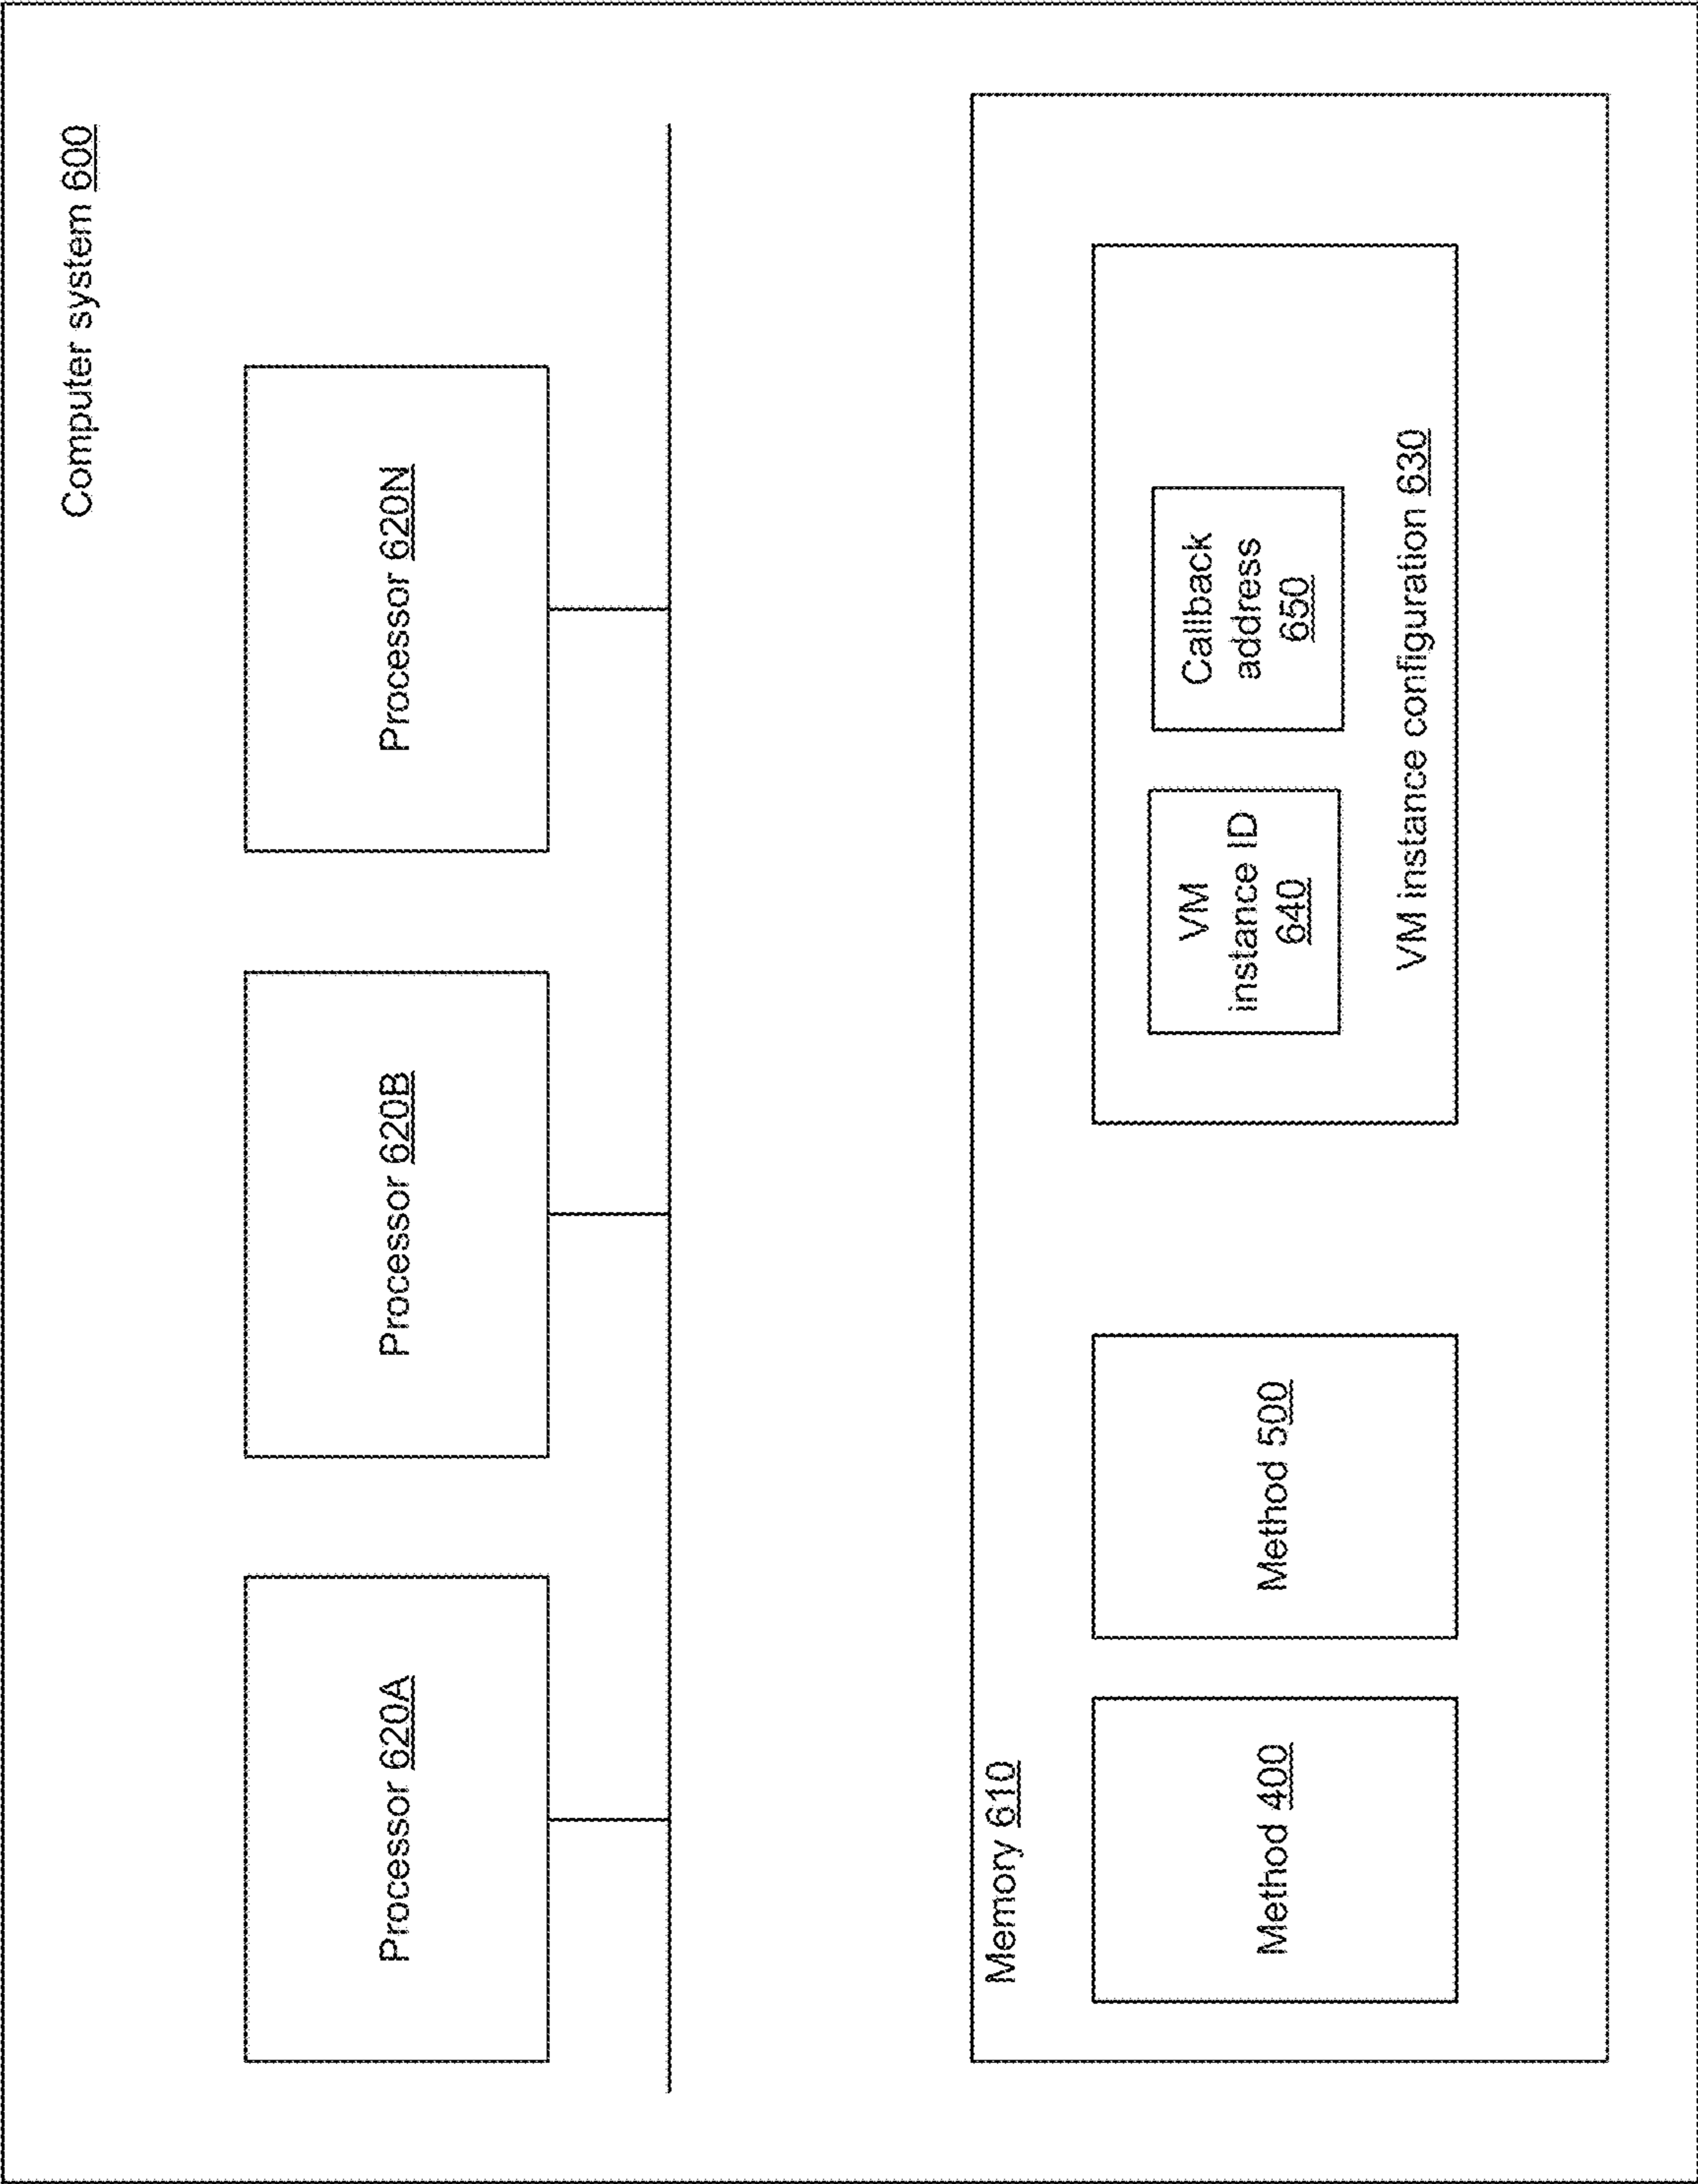 Computer system 600
Processor 620A
Processor 620B
Processor 620N
Memory 610
Method 400
Method 500
VM
instance ID
640
Callback
address
650
VM instance configuration 630